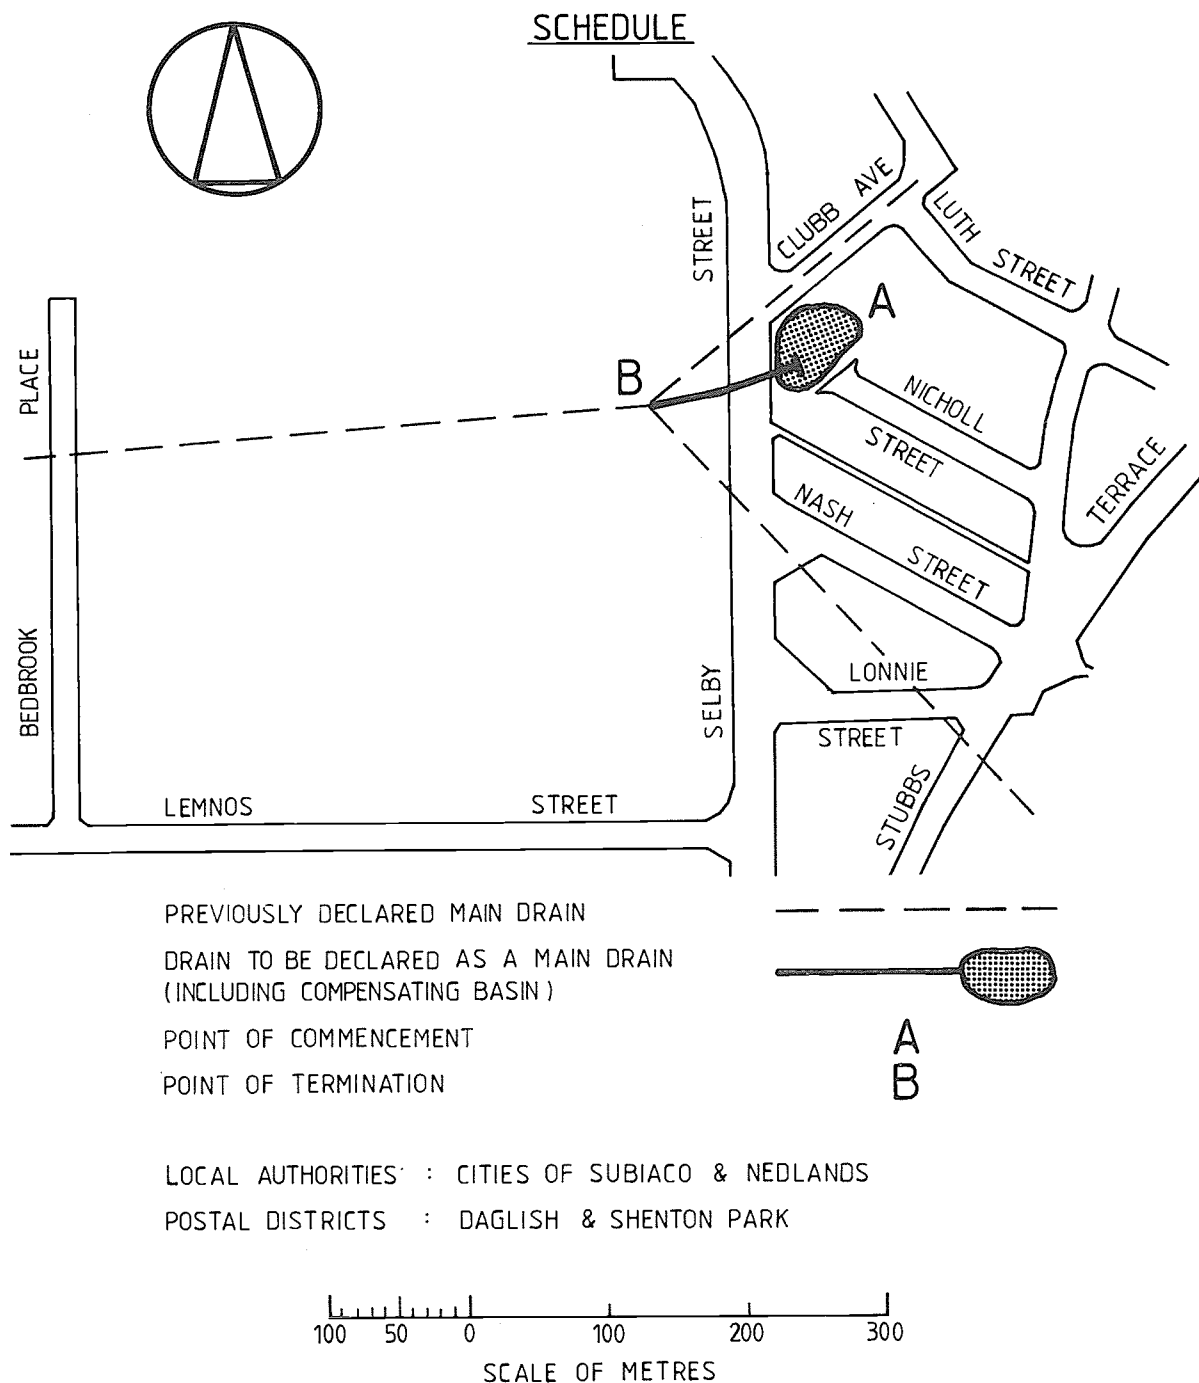 SCHEDULE
CLUBB AVE
LUTH STREET
STREET
A
B
PLACE
NICHOLL
STREET
TERRACE
NASH STREET
BEDBROOK
SELBY
LONNIE
STREET
STUBBS
LEMNOS STREET
PREVIOUSLY DECLARED MAIN DRAIN
DRAIN TO BE DECLARED AS A MAIN DRAIN
(INCLUDING COMPENSATING BASIN)
POINT OF COMMENCEMENT A
POINT OF TERMINATION B
LOCAL AUTHORITIES : CITIES OF SUBIACO & NEDLANDS
POSTAL DISTRICTS : DAGLISH & SHENTON PARK
100 50 0 100 200 300
SCALE OF METRES